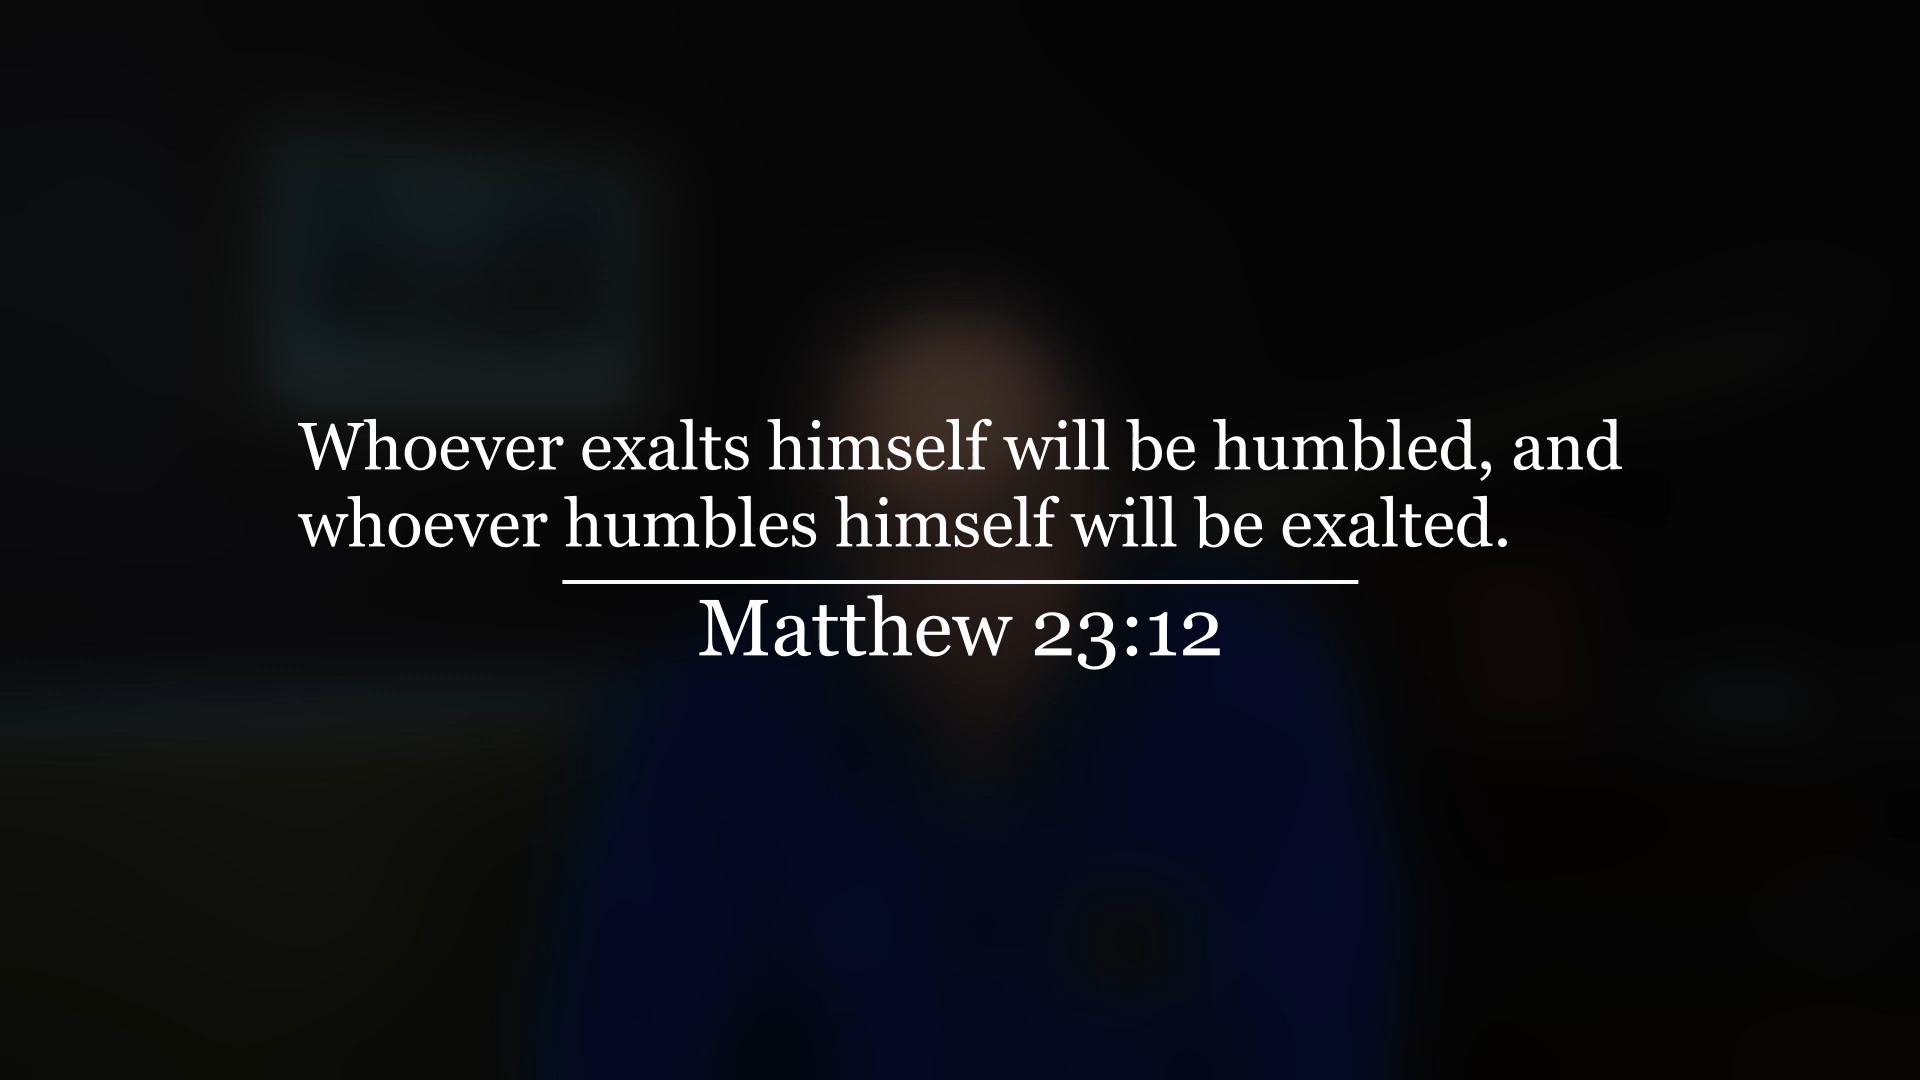 Whoever exalts himself will be humbled, and
whoever humbles himself will be exalted.
Matthew 23:12